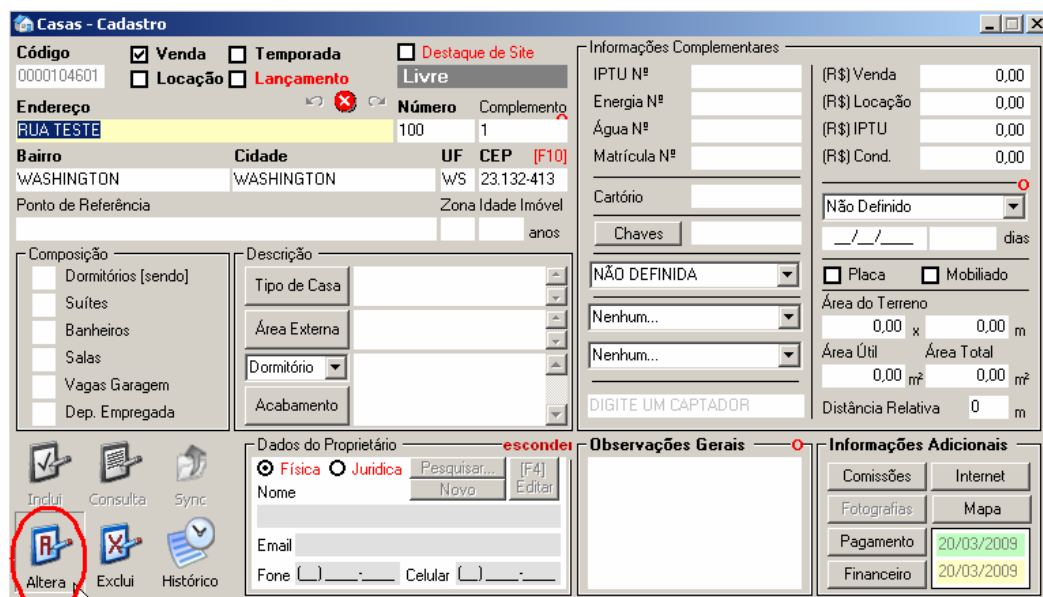 Casas - Cadastro
Código
Venda
Temporada
Destaque de Site
0000104601
Locação
Lançamento
Livre
Endereço
Número
Complemento
RUA TESTE
100
1
Bairro
Cidade
UF
CEP
[F10]
WASHINGTON
WASHINGTON
WS
23.132-413
Ponto de Referência
Zona
Idade Imóvel
anos
Composição
Dormitórios [sendo]
Suítes
Banheiros
Salas
Vagas Garagem
Dep. Empregada
Descrição
Tipo de Casa
Área Externa
Dormitório
Acabamento
Informações Complementares
IPTU Nº
Energia Nº
Água Nº
Matrícula Nº
Cartório
Chaves
NÃO DEFINIDA
Nenhum...
Nenhum...
DIGITE UM CAPTADOR
(R$) Venda
0,00
(R$) Locação
0,00
(R$) IPTU
0,00
(R$) Cond.
0,00
Não Definido
__/__/____
dias
Placa
Mobiliado
Área do Terreno
0,00 x 0,00 m
Área Útil
Área Total
0,00 m²
0,00 m²
Distância Relativa
0 m
Inclui
Consulta
Sync
Altera
Exclui
Histórico
Dados do Proprietário
esconder
Física
Juridica
Pesquisar...
[F4]
Editar
Nome
Novo
Email
Fone (__)____-____
Celular (__)____-____
Observações Gerais
Informações Adicionais
Comissões
Internet
Fotografias
Mapa
Pagamento
20/03/2009
Financeiro
20/03/2009